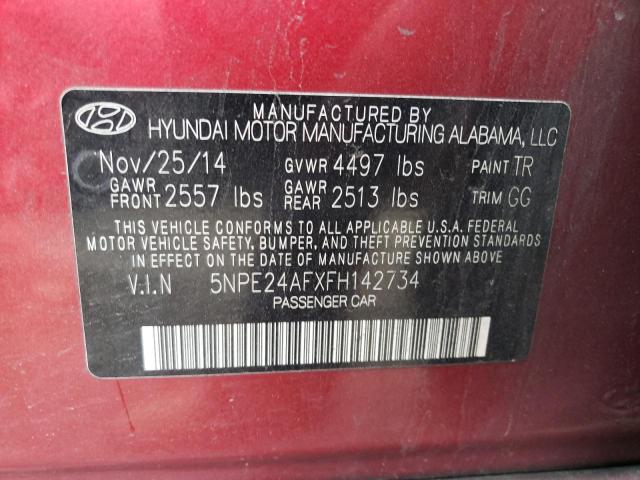 MANUFACTURED BY
HYUNDAI MOTOR MANUFACTURING ALABAMA, LLC
Nov/25/14 GVWR 4497 lbs PAINT TR
GAWR FRONT 2557 lbs GAWR REAR 2513 lbs TRIM GG
THIS VEHICLE CONFORMS TO ALL APPLICABLE U.S.A. FEDERAL
MOTOR VEHICLE SAFETY, BUMPER, AND THEFT PREVENTION STANDARDS
IN EFFECT ON THE DATE OF MANUFACTURE SHOWN ABOVE
V.I.N 5NPE24AFXFH142734
PASSENGER CAR